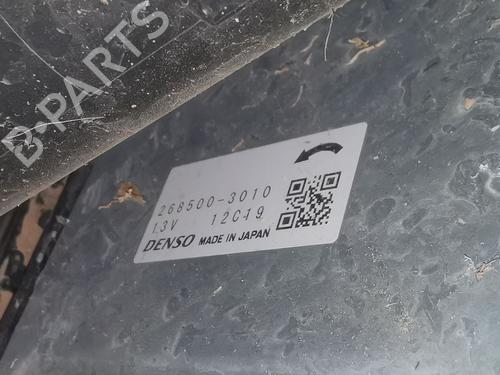 B-PARTS
268500-3010
13V 12C19
DENSO MADE IN JAPAN